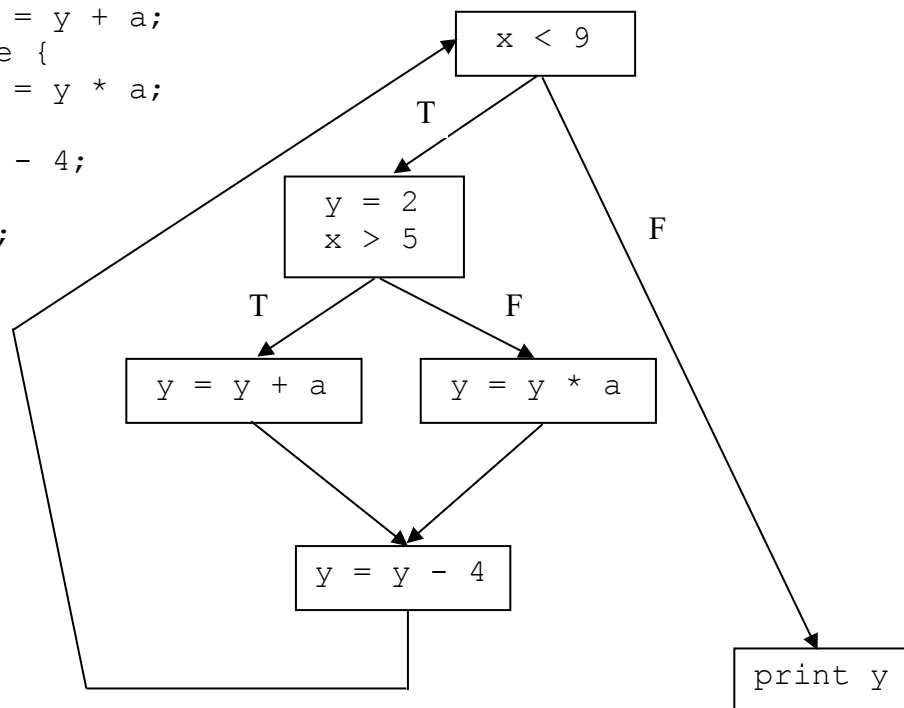 = y + a;
e {
= y * a;
- 4;
;
x < 9
T
F
y = 2
x > 5
T
F
y = y + a
y = y * a
y = y - 4
print y